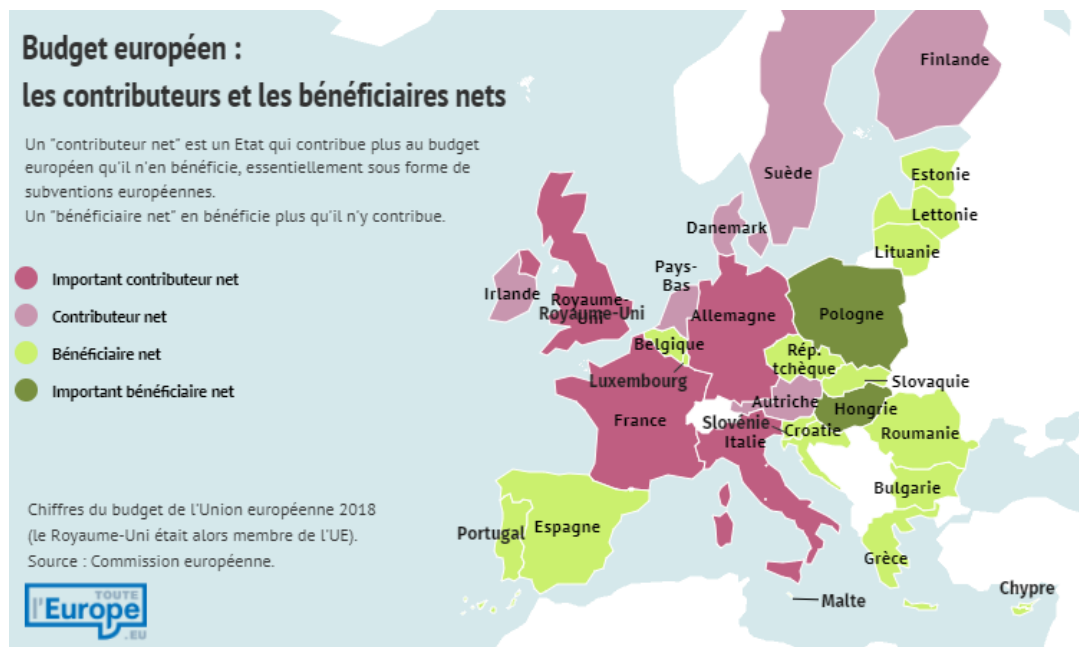 Budget européen :
les contributeurs et les bénéficiaires nets
Un "contributeur net" est un Etat qui contribue plus au budget
européen qu'il n'en bénéficie, essentiellement sous forme de
subventions européennes.
Un "bénéficiaire net" en bénéficie plus qu'il n'y contribue.
Important contributeur net
Contributeur net
Bénéficiaire net
Important bénéficiaire net
Chiffres du budget de l'Union européenne 2018
(le Royaume-Uni était alors membre de l'UE).
Source : Commission européenne.
TOUTE
l'Europe
.EU
Finlande
Suède
Estonie
Lettonie
Danemark
Lituanie
Pays-
Bas
Irlande
Royaume-
Uni
Royaume-Uni
Allemagne
Pologne
Belgique
Rép.
tchèque
Luxembourg
Slovaquie
Autriche
Hongrie
France
Slovénie
Croatie
Italie
Roumanie
Bulgarie
Portugal
Espagne
Grèce
Chypre
Malte